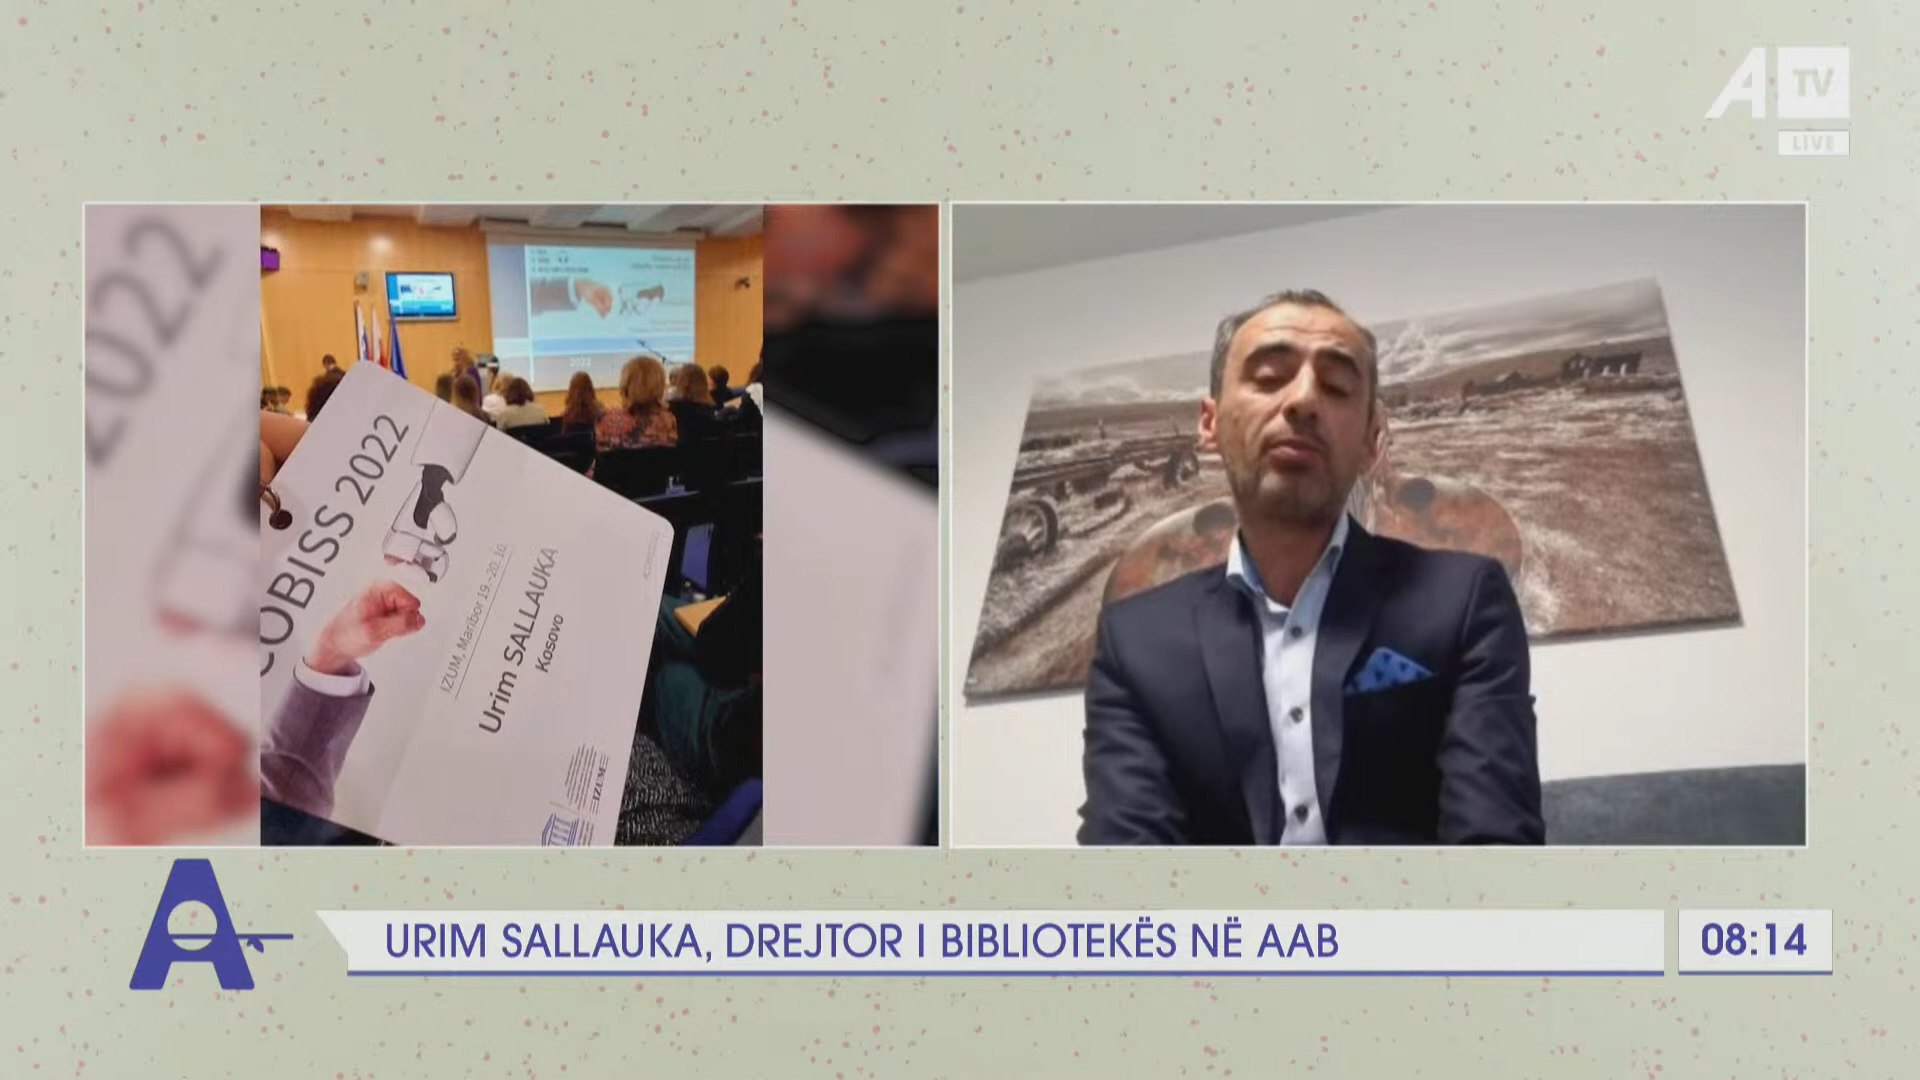 A TV
LIVE
2022
COBISS 2022
IZUM, Maribor 19.-20. 10.
Urim SALLAUKA
Kosovo
IZUM
2022
URIM SALLAUKA, DREJTOR I BIBLIOTEKËS NË AAB
08:14